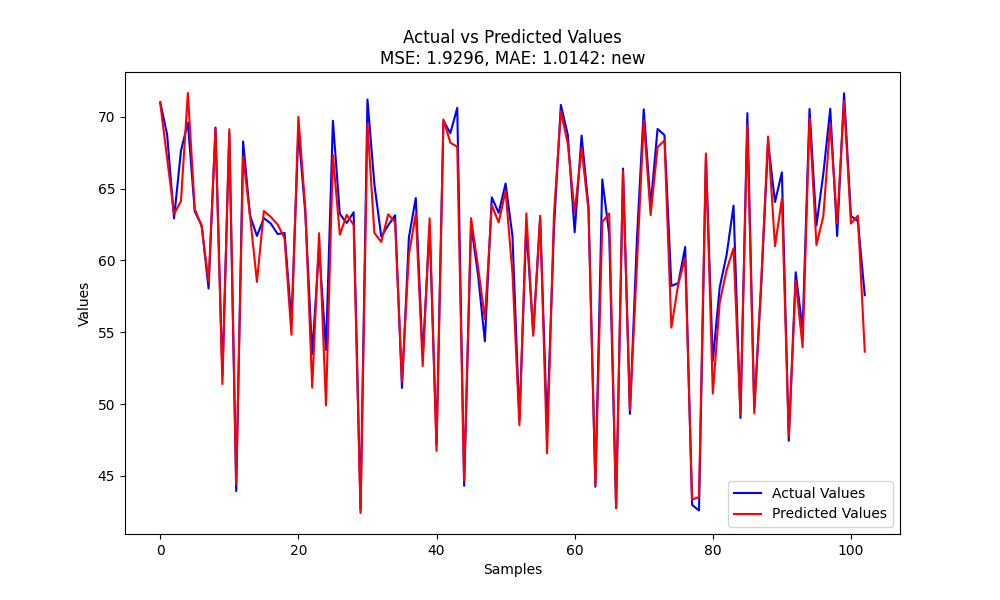 Actual vs Predicted Values
MSE: 1.9296, MAE: 1.0142: new
Values
70
65
60
55
50
45
0
20
40
60
80
100
Samples
Actual Values
Predicted Values